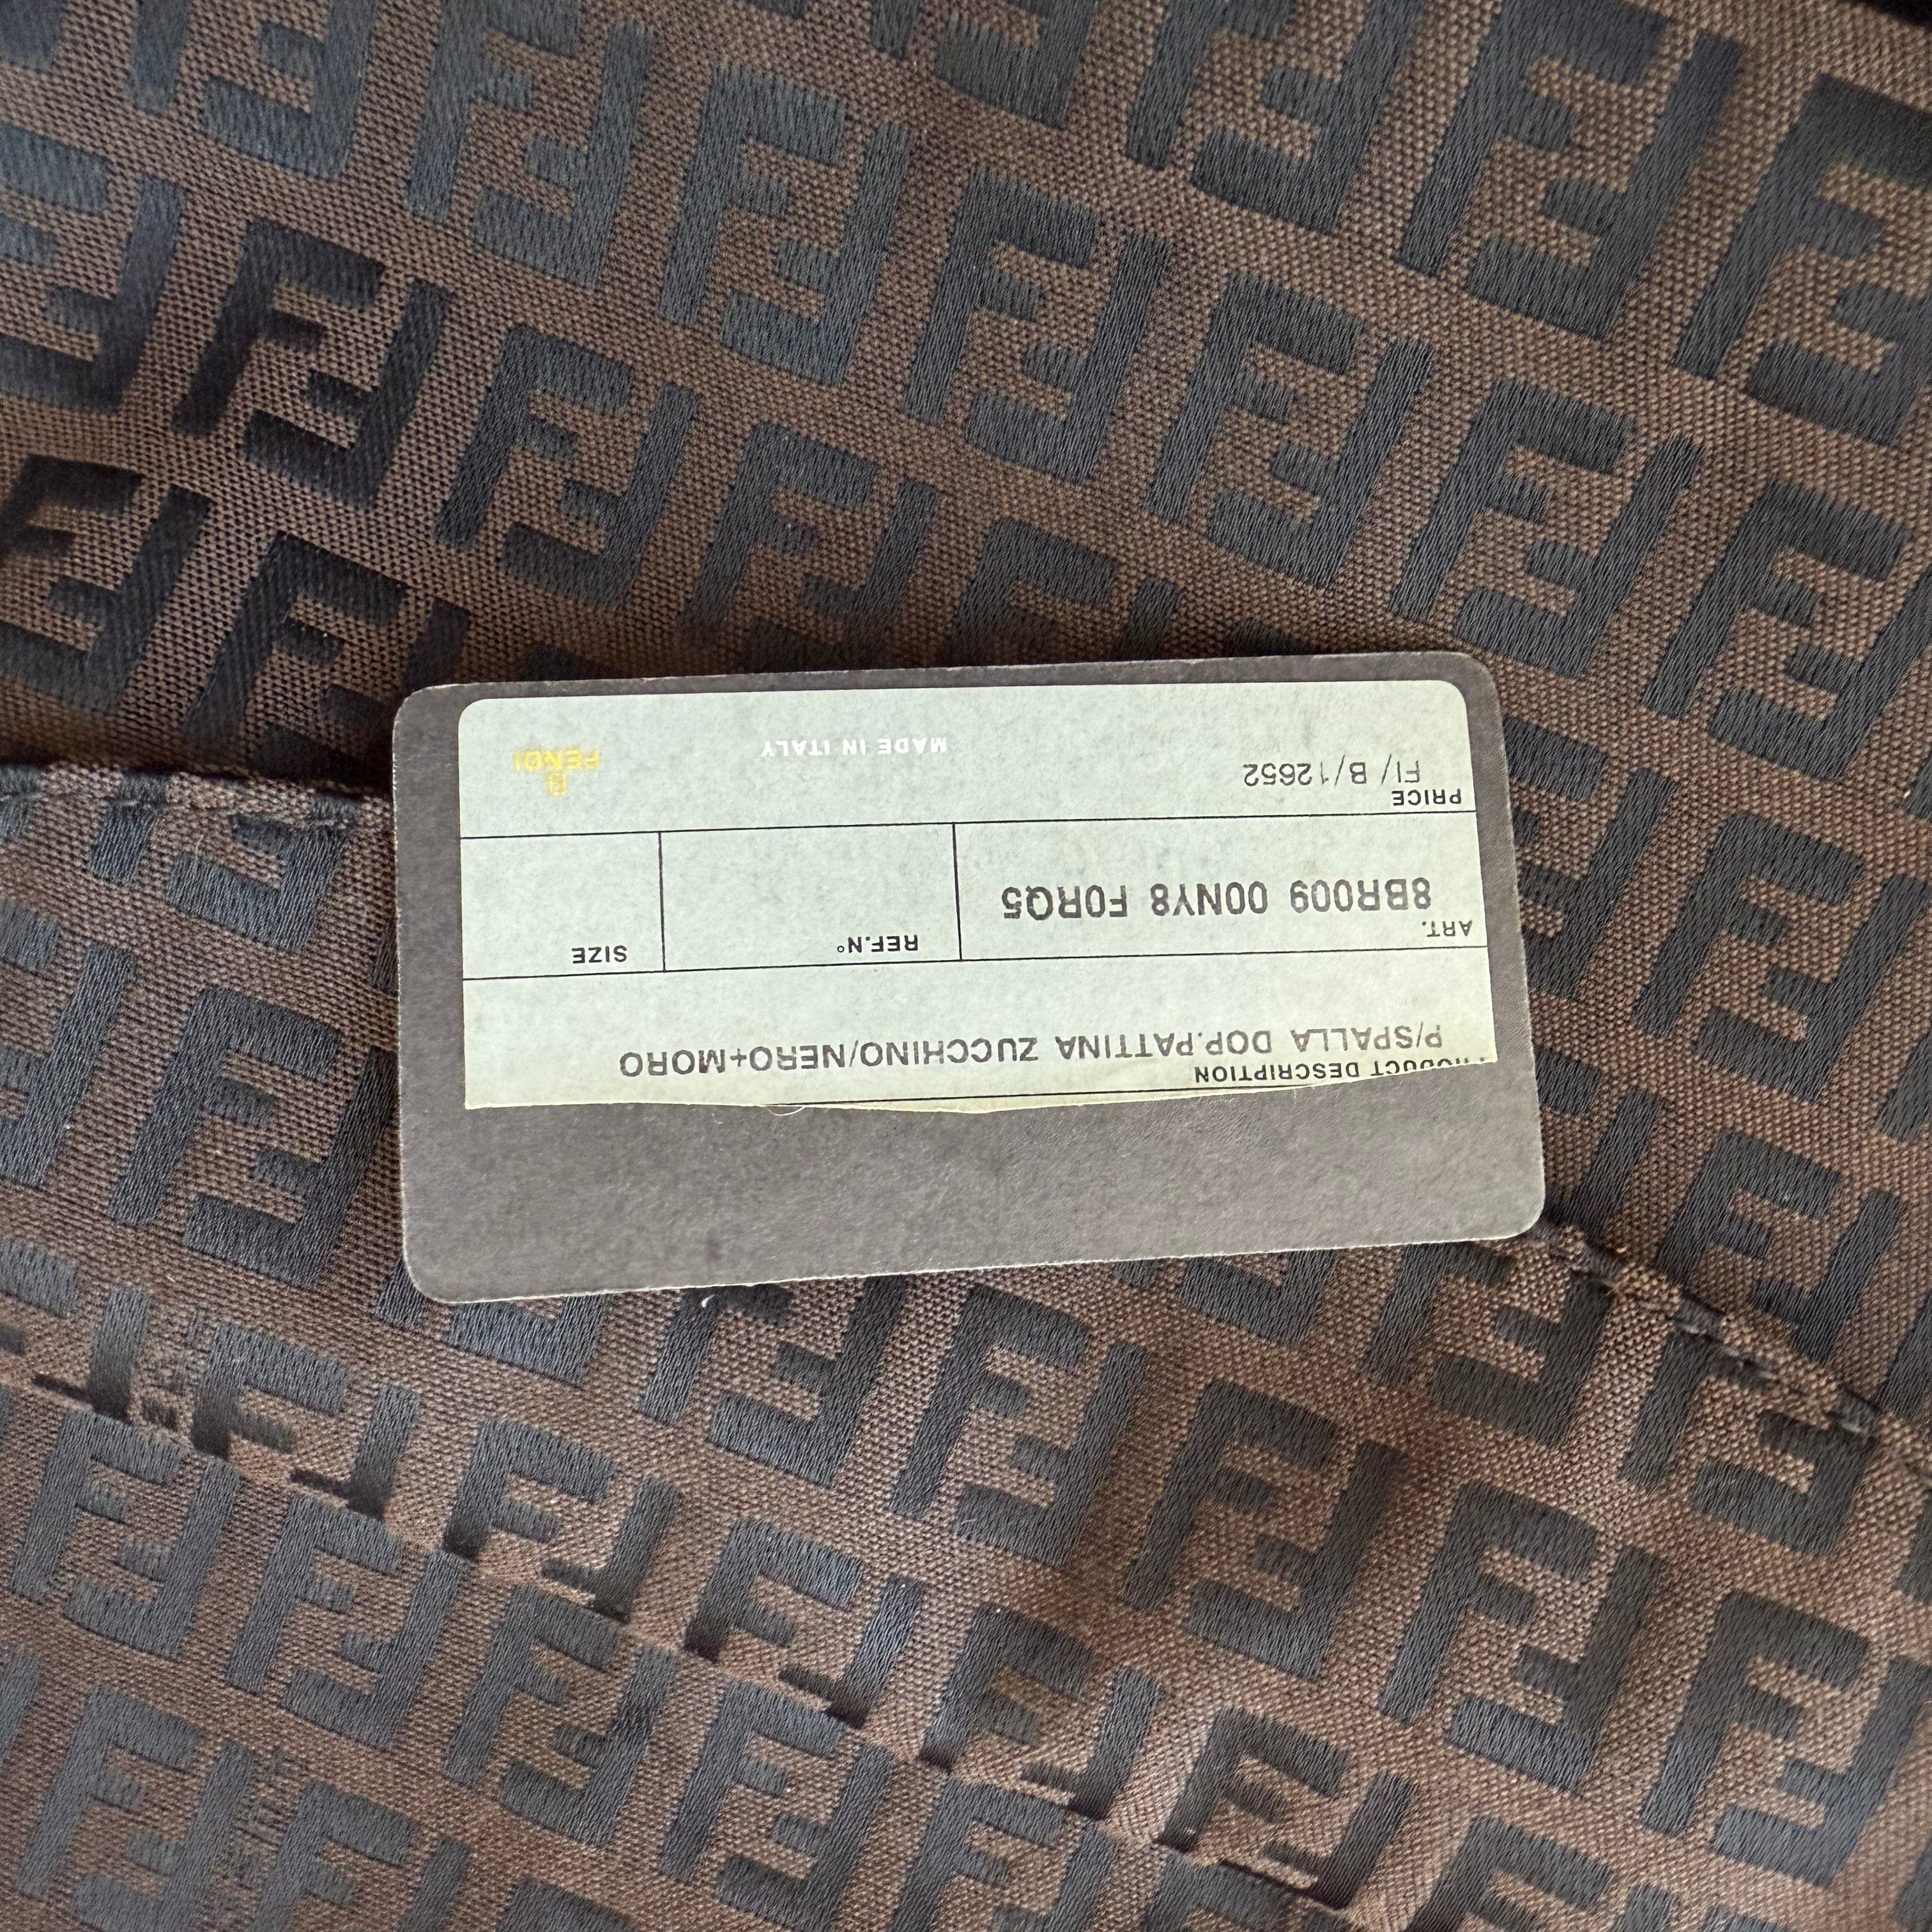 PRODUCT DESCRIPTION
P/SPALLA DOP.PATTINA ZUCCHINO/NERO+MORO
ART.
8BR009 00NY8 F0RQ5
REF.N°
SIZE
PRICE
FI/ B/12652
MADE IN ITALY
FENDI